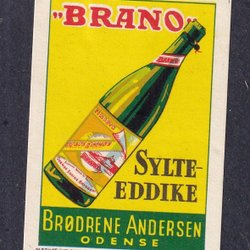 "BRANO"
SYLTE-
EDDIKE
BRØDRENE ANDERSEN
ODENSE